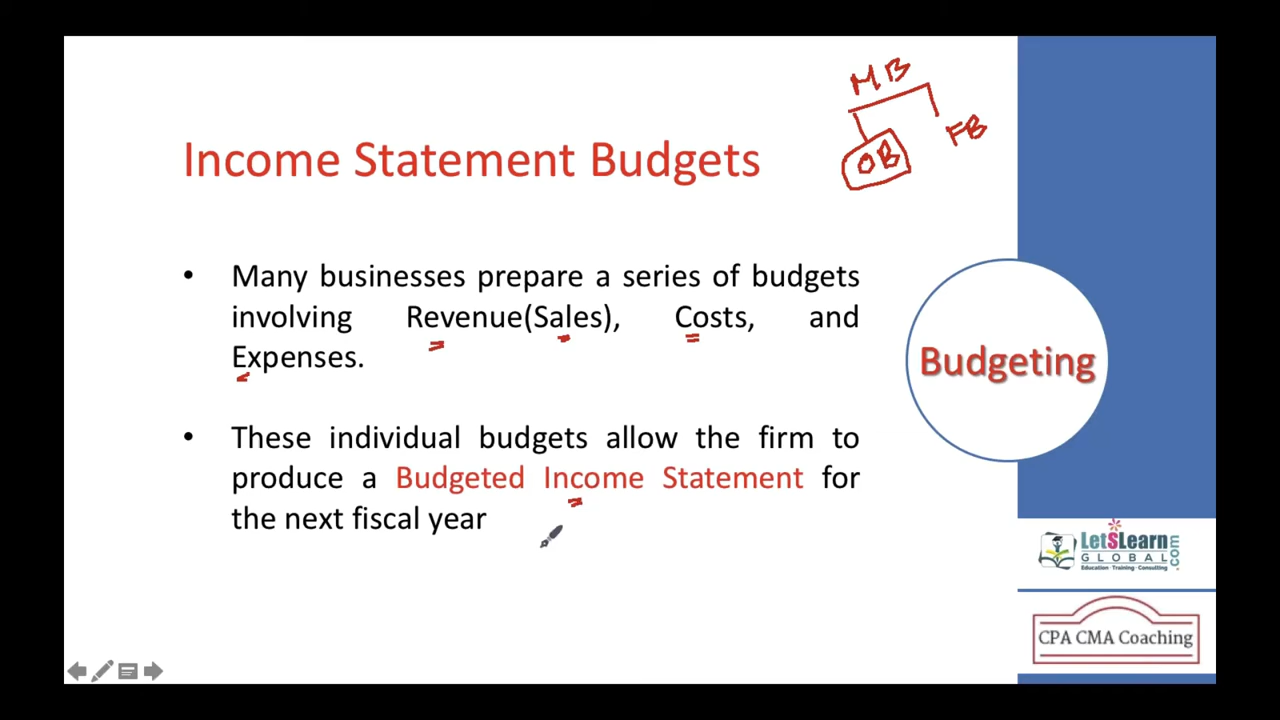 MB
OB
FB
Income Statement Budgets
• Many businesses prepare a series of budgets
involving Revenue(Sales), Costs, and
Expenses.
• These individual budgets allow the firm to
produce a Budgeted Income Statement for
the next fiscal year
Budgeting
LetSLearn
GLOBAL
.com
Education · Training · Consulting
CPA CMA Coaching